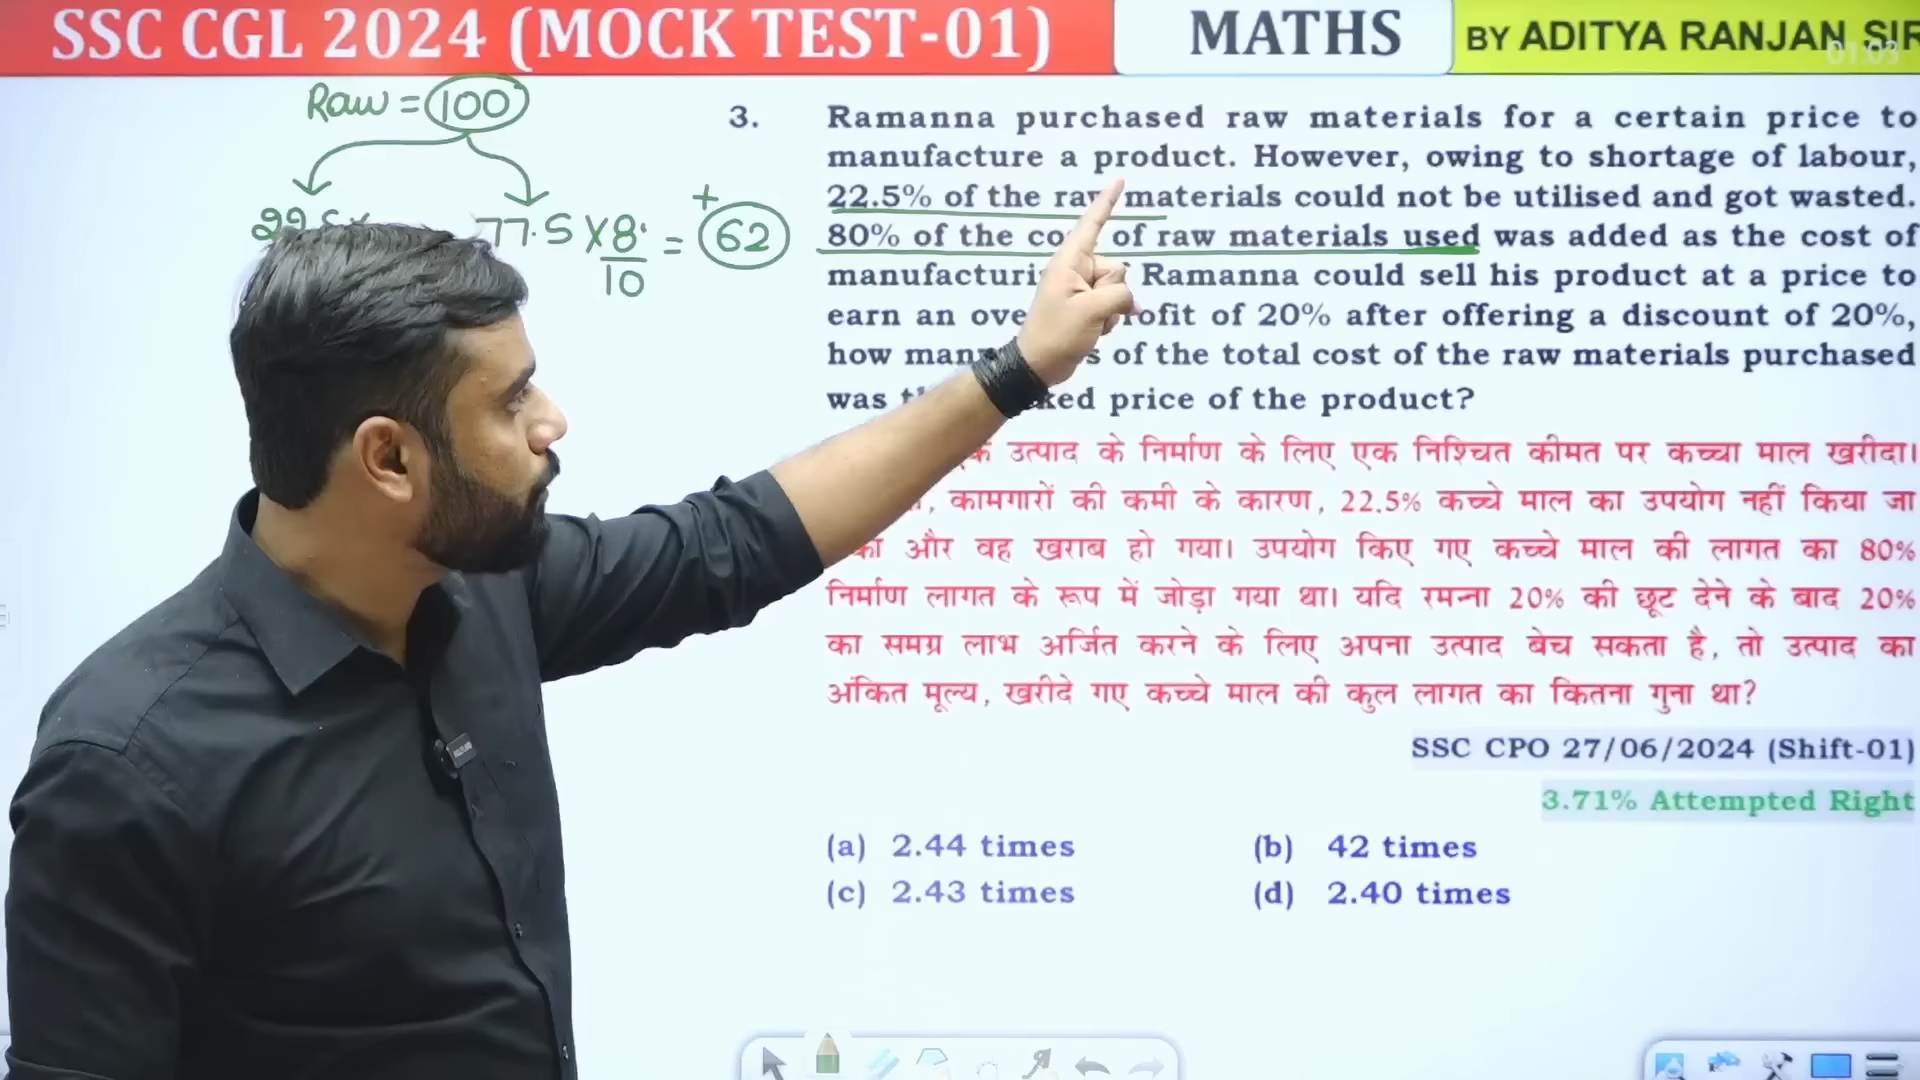 SSC CGL 2024 (MOCK TEST-01)
MATHS
BY ADITYA RANJAN SIR
01:03
Raw = 100
77.5 X 8 = 62
10
+
3. Ramanna purchased raw materials for a certain price to
manufacture a product. However, owing to shortage of labour,
22.5% of the raw materials could not be utilised and got wasted.
80% of the of raw materials used was added as the cost of
Ramanna could sell his product at a price to
earn an of 20% after offering a discount of 20%,
how of the total cost of the raw materials purchased
was price of the product?
उत्पाद के निर्माण के लिए एक निश्चित कीमत पर कच्चा माल खरीदा।
, कामगारों की कमी के कारण, 22.5% कच्चे माल का उपयोग नहीं किया जा
और वह खराब हो गया। उपयोग किए गए कच्चे माल की लागत का 80%
निर्माण लागत के रूप में जोड़ा गया था। यदि रमन्ना 20% की छूट देने के बाद 20%
का समग्र लाभ अर्जित करने के लिए अपना उत्पाद बेच सकता है, तो उत्पाद का
अंकित मूल्य, खरीदे गए कच्चे माल की कुल लागत का कितना गुना था?
SSC CPO 27/06/2024 (Shift-01)
3.71% Attempted Right
(a) 2.44 times (b) 42 times
(c) 2.43 times (d) 2.40 times